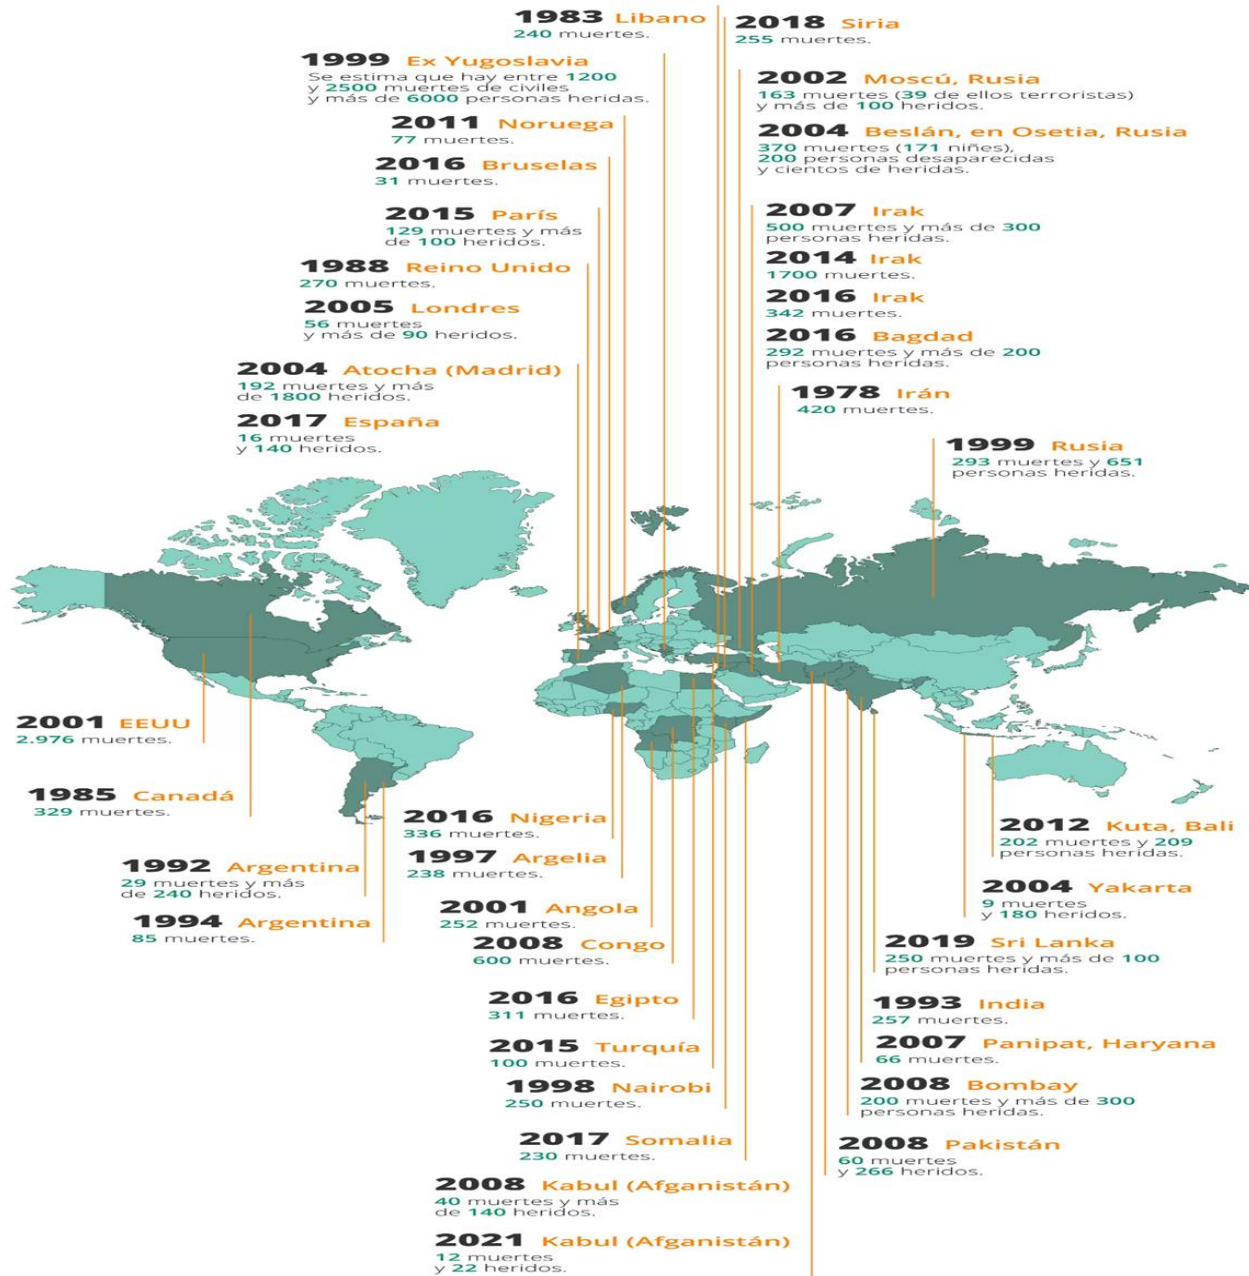 1983 Libano
240 muertes.
2018 Siria
255 muertes.
1999 Ex Yugoslavia
Se estima que hay entre 1200
y 2500 muertes de civiles
y más de 6000 personas heridas.
2002 Moscú, Rusia
163 muertes (39 de ellos terroristas)
y más de 100 heridos.
2011 Noruega
77 muertes.
2004 Beslán, en Osetia, Rusia
370 muertes (171 niñes),
200 personas desaparecidas
y cientos de heridas.
2016 Bruselas
31 muertes.
2015 París
129 muertes y más
de 100 heridos.
2007 Irak
500 muertes y más de 300
personas heridas.
2014 Irak
1700 muertes.
1988 Reino Unido
270 muertes.
2016 Irak
342 muertes.
2005 Londres
56 muertes
y más de 90 heridos.
2016 Bagdad
292 muertes y más de 200
personas heridas.
2004 Atocha (Madrid)
192 muertes y más
de 1800 heridos.
1978 Irán
420 muertes.
2017 España
16 muertes
y 140 heridos.
1999 Rusia
293 muertes y 651
personas heridas.
2001 EEUU
2.976 muertes.
1985 Canadá
329 muertes.
1992 Argentina
29 muertes y más
de 240 heridos.
1994 Argentina
85 muertes.
2016 Nigeria
336 muertes.
1997 Argelia
238 muertes.
2001 Angola
252 muertes.
2008 Congo
600 muertes.
2016 Egipto
311 muertes.
2015 Turquía
100 muertes.
1998 Nairobi
250 muertes.
2017 Somalia
230 muertes.
2008 Kabul (Afganistán)
40 muertes y más
de 140 heridos.
2021 Kabul (Afganistán)
12 muertes
y 22 heridos.
2012 Kuta, Bali
202 muertes y 209
personas heridas.
2004 Yakarta
9 muertes
y 180 heridos.
2019 Sri Lanka
250 muertes y más de 100
personas heridas.
1993 India
257 muertes.
2007 Panipat, Haryana
66 muertes.
2008 Bombay
200 muertes y más de 300
personas heridas.
2008 Pakistán
60 muertes
y 266 heridos.